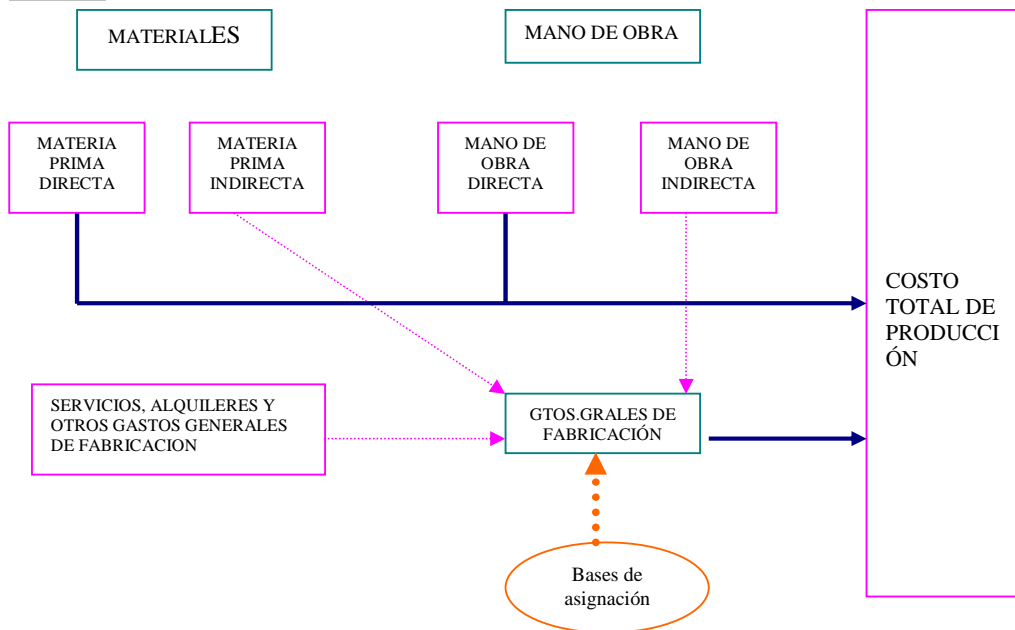 MATERIALES
MANO DE OBRA
MATERIA
PRIMA
DIRECTA
MATERIA
PRIMA
INDIRECTA
MANO DE
OBRA
DIRECTA
MANO DE
OBRA
INDIRECTA
COSTO
TOTAL DE
PRODUCCI
ÓN
SERVICIOS, ALQUILERES Y
OTROS GASTOS GENERALES
DE FABRICACION
GTOS.GRALES DE
FABRICACIÓN
Bases de
asignación